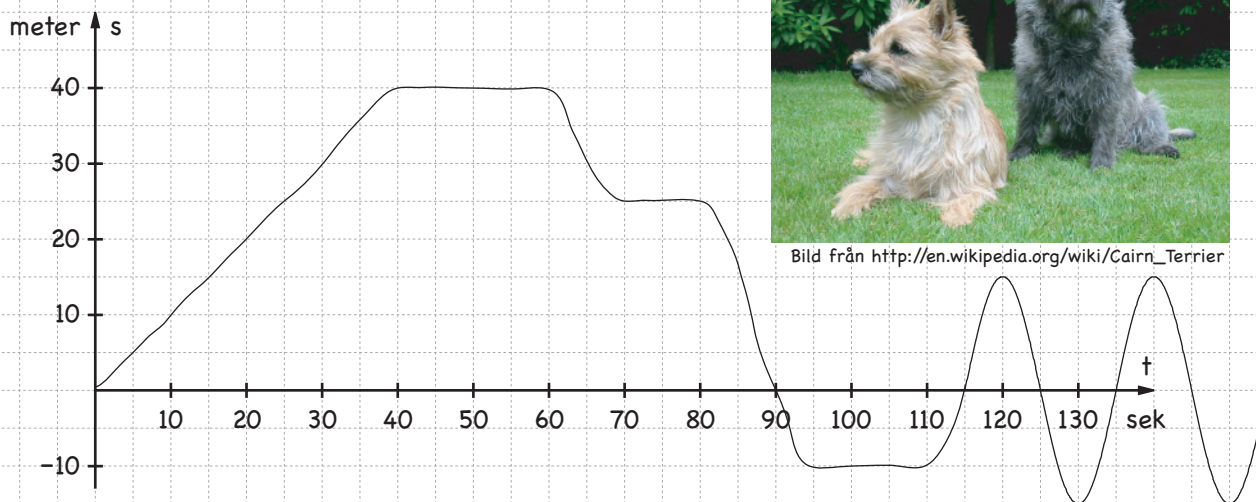 meter s
40
30
20
10
-10
10 20 30 40 50 60 70 80 90 100 110 120 130 sek
t
Bild från http://en.wikipedia.org/wiki/Cairn_Terrier